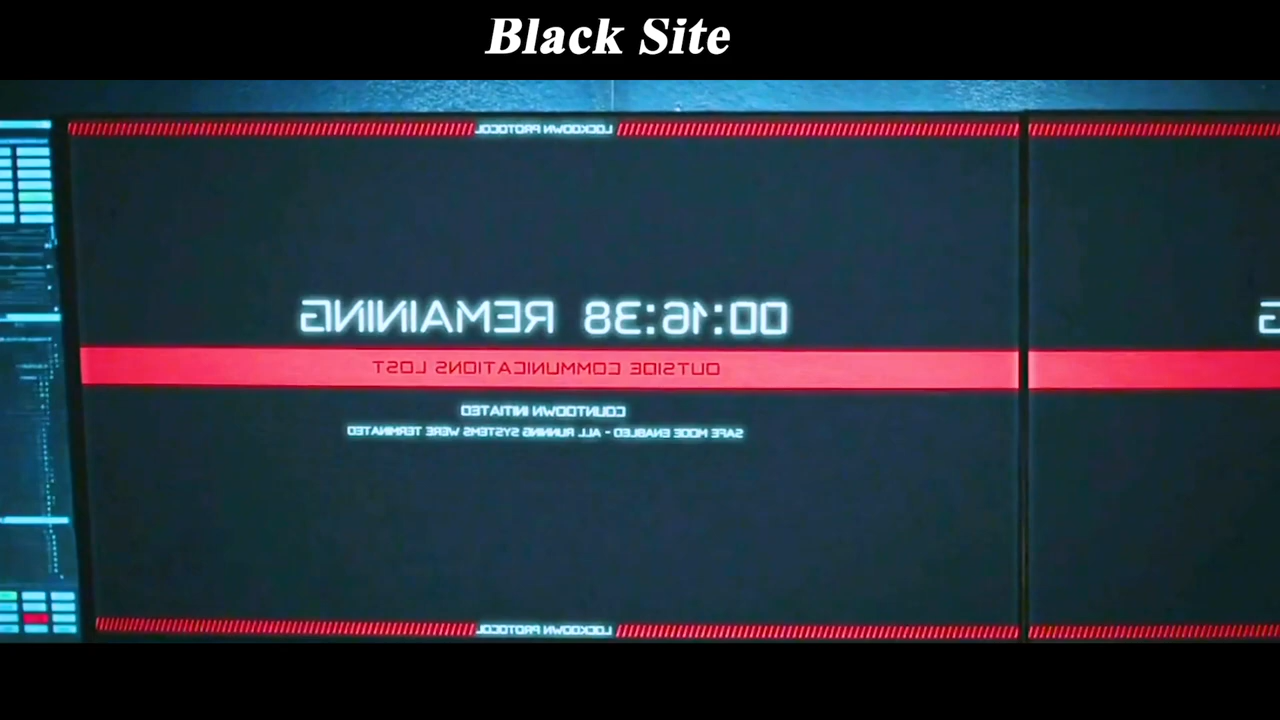 Black Site
LOCKDOWN PROTOCOL
00:16:38 REMAINING
G
OUTSIDE COMMUNICATIONS LOST
COUNTDOWN INITIATED
SAFE MODE ENABLED - ALL RUNNING SYSTEMS WERE TERMINATED
LOCKDOWN PROTOCOL